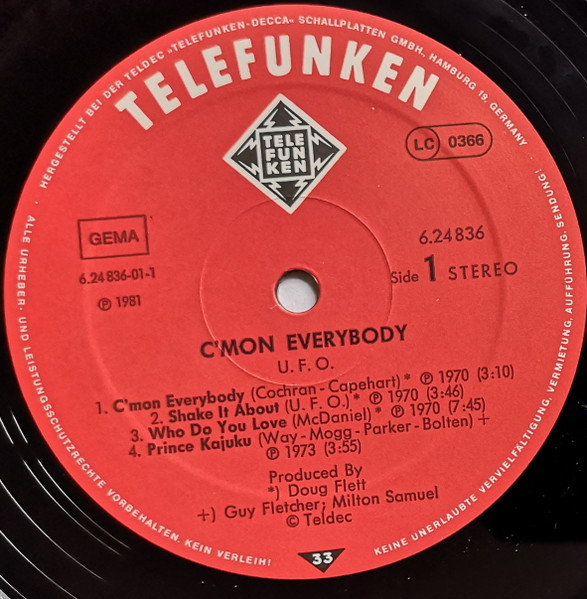 HERGESTELLT BEI DER TELDEC »TELEFUNKEN-DECCA« SCHALLPLATTEN GMBH., HAMBURG 19, GERMANY ·
TELEFUNKEN
TELE
FUN
KEN
LC 0366
GEMA
6.24836-01-1
Ⓟ 1981
6.24836
Side 1 STEREO
C'MON EVERYBODY
U.F.O.
1. C'mon Everybody (Cochran-Capehart)* Ⓟ 1970 (3:10)
2. Shake It About (U.F.O.)* Ⓟ 1970 (3:46)
3. Who Do You Love (McDaniel)* Ⓟ 1970 (7:45)
4. Prince Kajuku (Way-Mogg-Parker-Bolten) +
Ⓟ 1973 (3:55)
Produced By
*) Doug Flett
+) Guy Fletcher; Milton Samuel
© Teldec
33
· ALLE URHEBER- UND LEISTUNGSSCHUTZRECHTE VORBEHALTEN. KEIN VERLEIH!
KEINE UNERLAUBTE VERVIELFÄLTIGUNG, VERMIETUNG, AUFFÜHRUNG, SENDUNG!